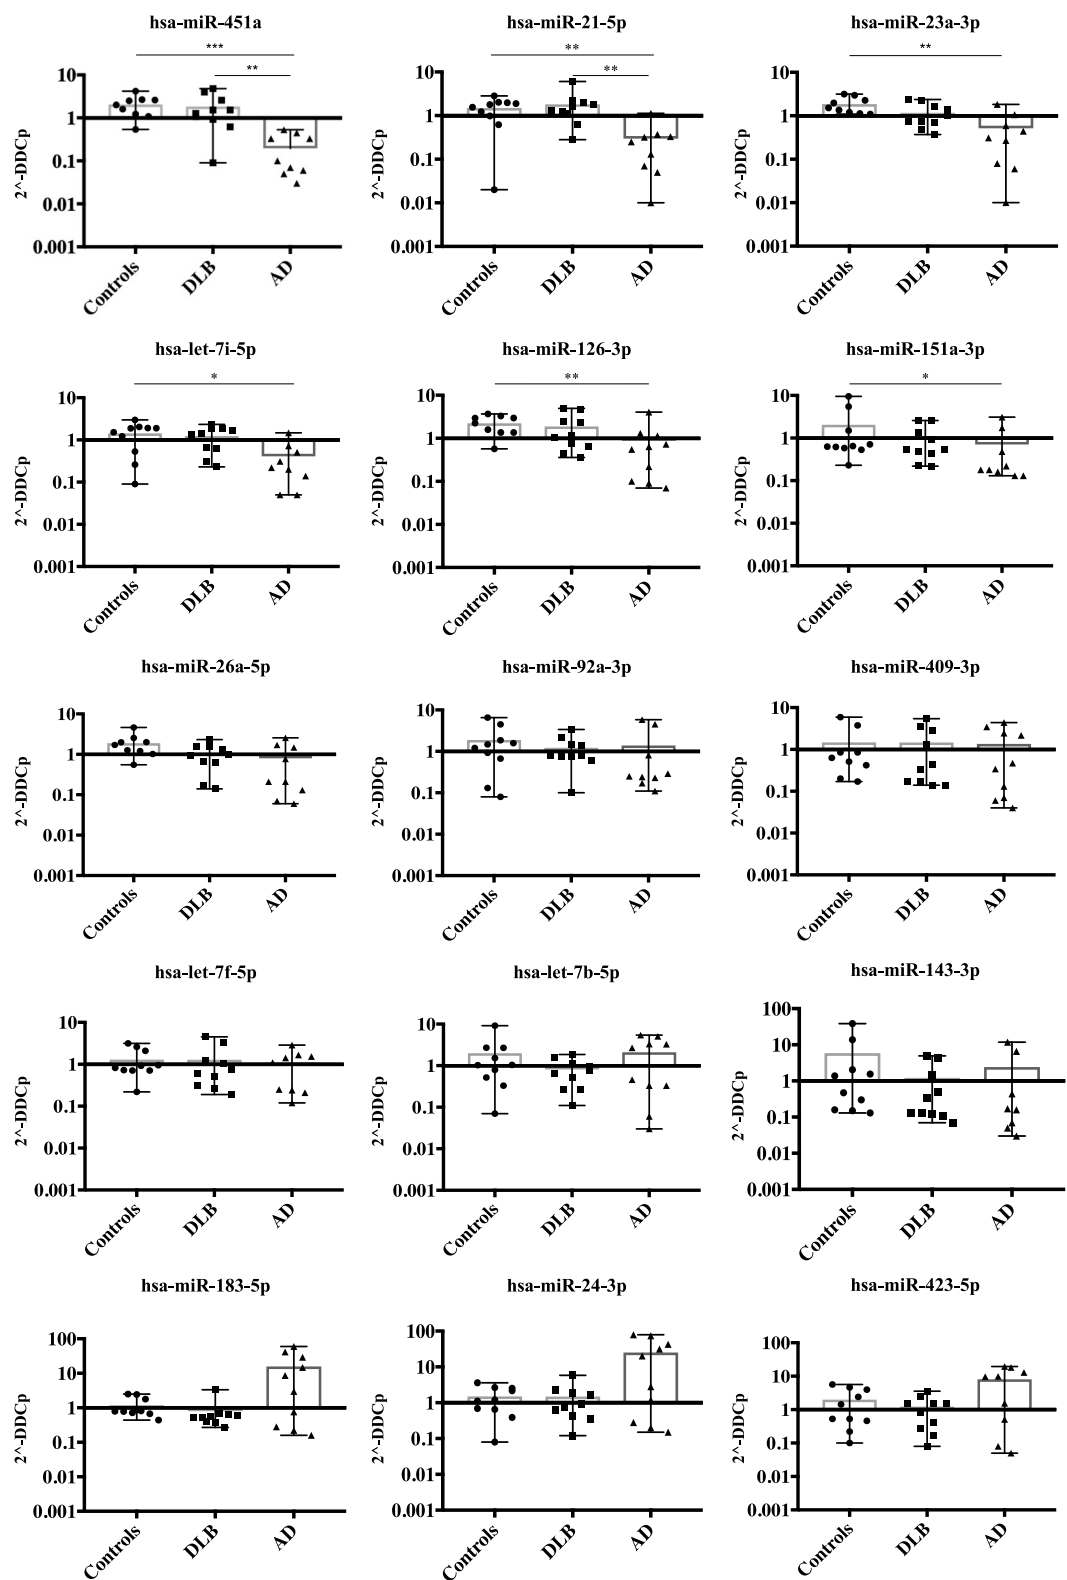 hsa-miR-451a
***
**
2^-DDCp
10
1
0.1
0.01
0.001
Controls
DLB
AD
hsa-miR-21-5p
**
**
2^-DDCp
10
1
0.1
0.01
0.001
Controls
DLB
AD
hsa-miR-23a-3p
**
2^-DDCp
10
1
0.1
0.01
0.001
Controls
DLB
AD
hsa-let-7i-5p
*
2^-DDCp
10
1
0.1
0.01
0.001
Controls
DLB
AD
hsa-miR-126-3p
**
2^-DDCp
10
1
0.1
0.01
0.001
Controls
DLB
AD
hsa-miR-151a-3p
*
2^-DDCp
10
1
0.1
0.01
0.001
Controls
DLB
AD
hsa-miR-26a-5p
2^-DDCp
10
1
0.1
0.01
0.001
Controls
DLB
AD
hsa-miR-92a-3p
2^-DDCp
10
1
0.1
0.01
0.001
Controls
DLB
AD
hsa-miR-409-3p
2^-DDCp
10
1
0.1
0.01
0.001
Controls
DLB
AD
hsa-let-7f-5p
2^-DDCp
10
1
0.1
0.01
0.001
Controls
DLB
AD
hsa-let-7b-5p
2^-DDCp
10
1
0.1
0.01
0.001
Controls
DLB
AD
hsa-miR-143-3p
2^-DDCp
100
10
1
0.1
0.01
0.001
Controls
DLB
AD
hsa-miR-183-5p
2^-DDCp
100
10
1
0.1
0.01
0.001
Controls
DLB
AD
hsa-miR-24-3p
2^-DDCp
100
10
1
0.1
0.01
0.001
Controls
DLB
AD
hsa-miR-423-5p
2^-DDCp
100
10
1
0.1
0.01
0.001
Controls
DLB
AD